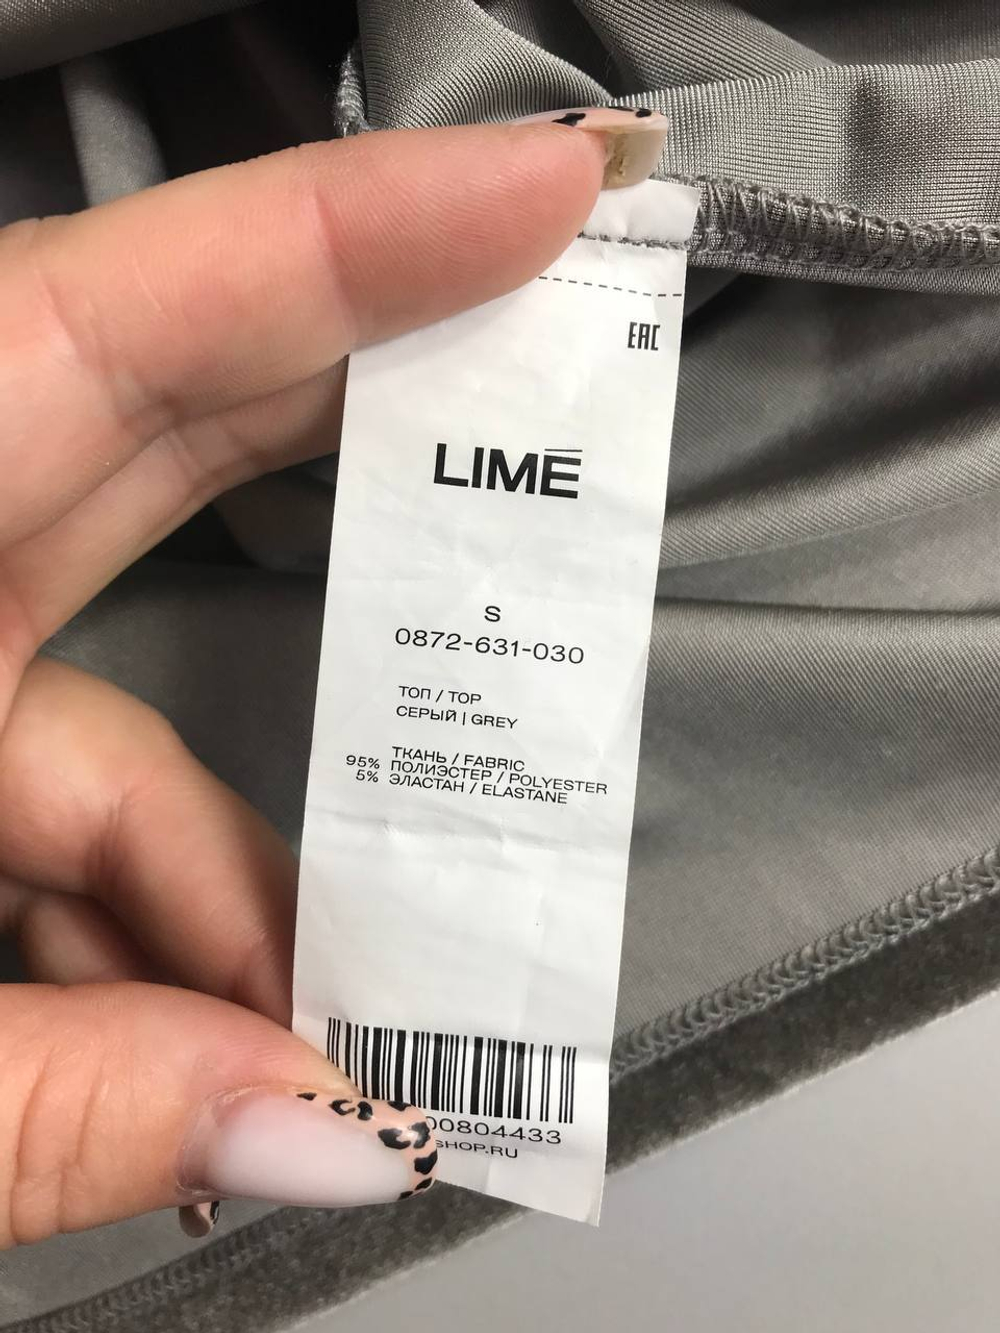 EAC
LIMĒ
S
0872-631-030
ТОП / TOP
СЕРЫЙ | GREY
ТКАНЬ / FABRIC
95% ПОЛИЭСТЕР / POLYESTER
5% ЭЛАСТАН / ELASTANE
00804433
SHOP.RU